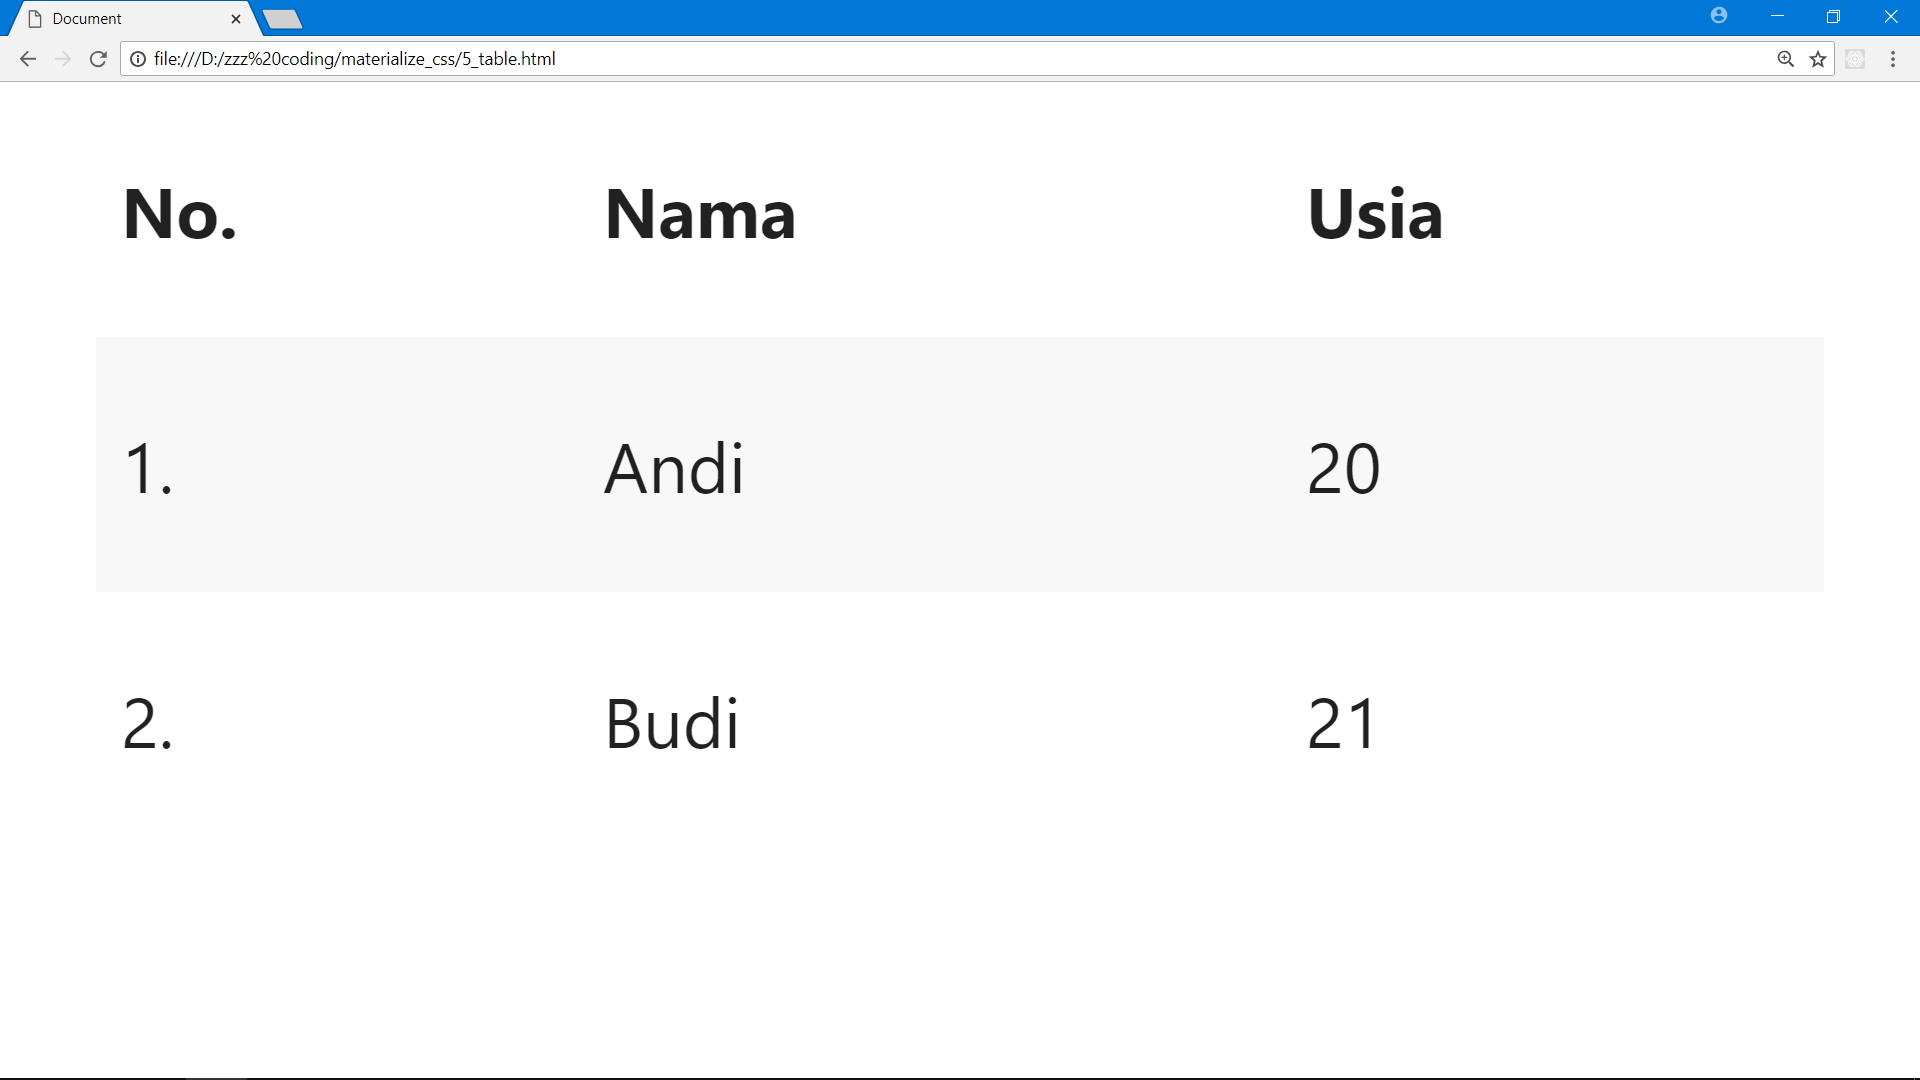 Document
file:///D:/zzz%20coding/materialize_css/5_table.html
No. Nama Usia
1. Andi 20
2. Budi 21